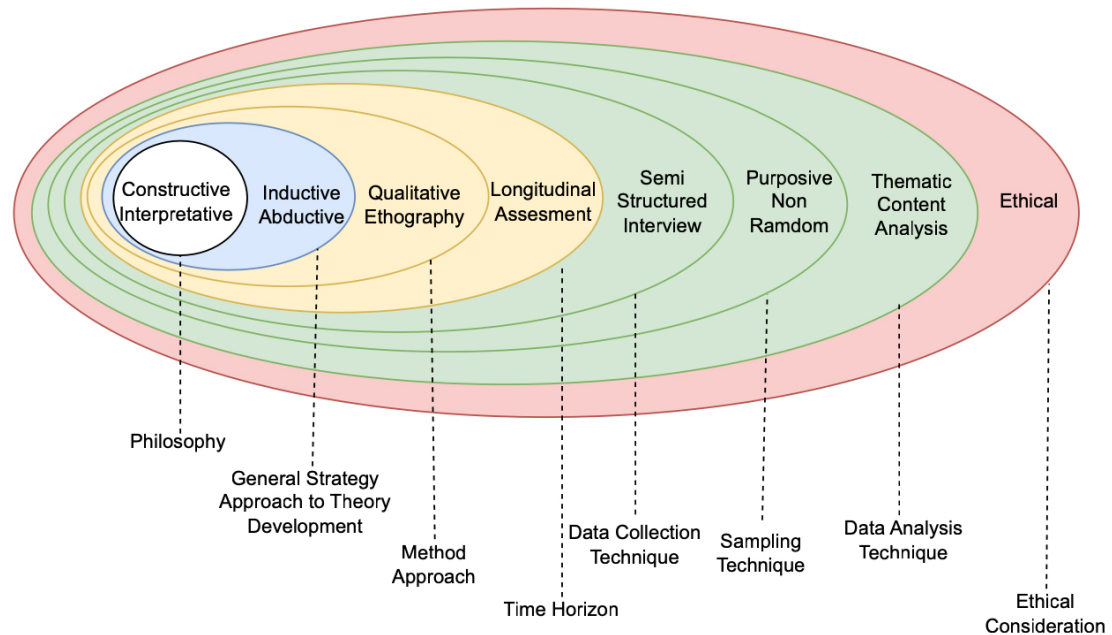 Constructive
Interpretative
Inductive
Abductive
Qualitative
Ethography
Longitudinal
Assesment
Semi
Structured
Interview
Purposive
Non
Ramdom
Thematic
Content
Analysis
Ethical
Philosophy
General Strategy
Approach to Theory
Development
Method
Approach
Time Horizon
Data Collection
Technique
Sampling
Technique
Data Analysis
Technique
Ethical
Consideration